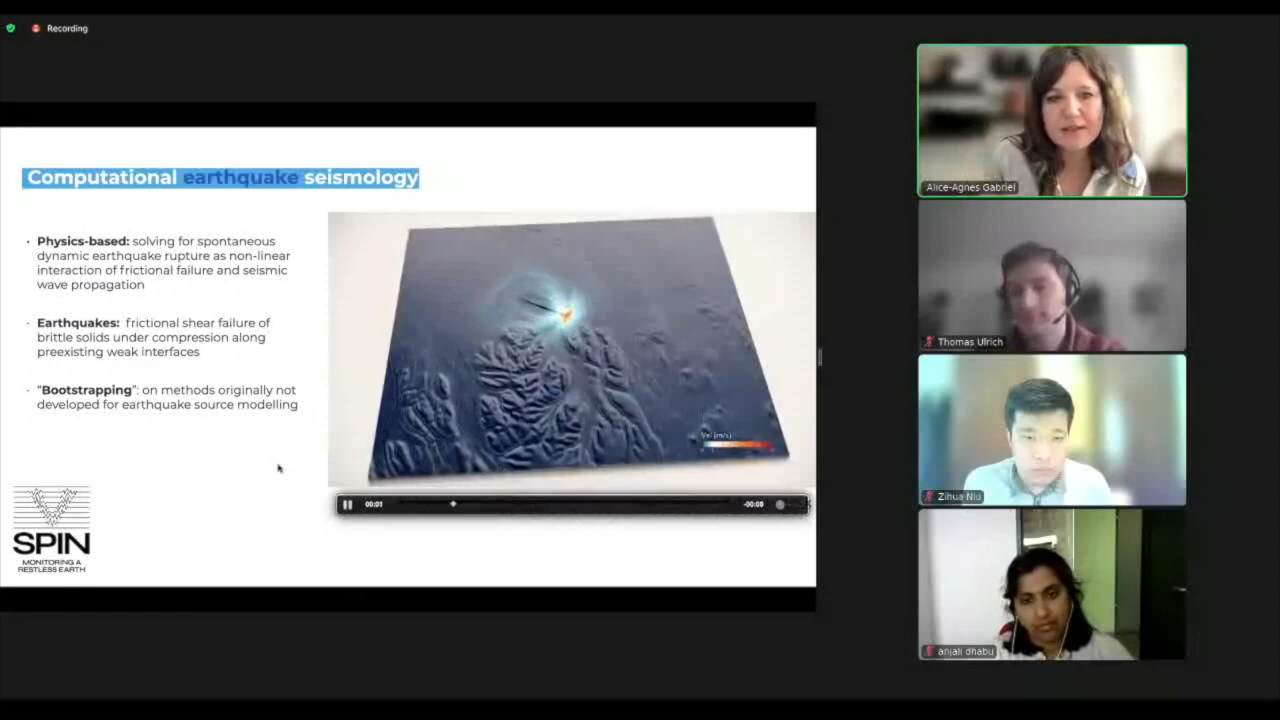 Recording
Computational earthquake seismology
· Physics-based: solving for spontaneous
dynamic earthquake rupture as non-linear
interaction of frictional failure and seismic
wave propagation
· Earthquakes: frictional shear failure of
brittle solids under compression along
preexisting weak interfaces
· "Bootstrapping": on methods originally not
developed for earthquake source modelling
SPIN
MONITORING A
RESTLESS EARTH
00:01
-00:00
Alice-Agnes Gabriel
Thomas Ulrich
Zihua Niu
anjali dhabu